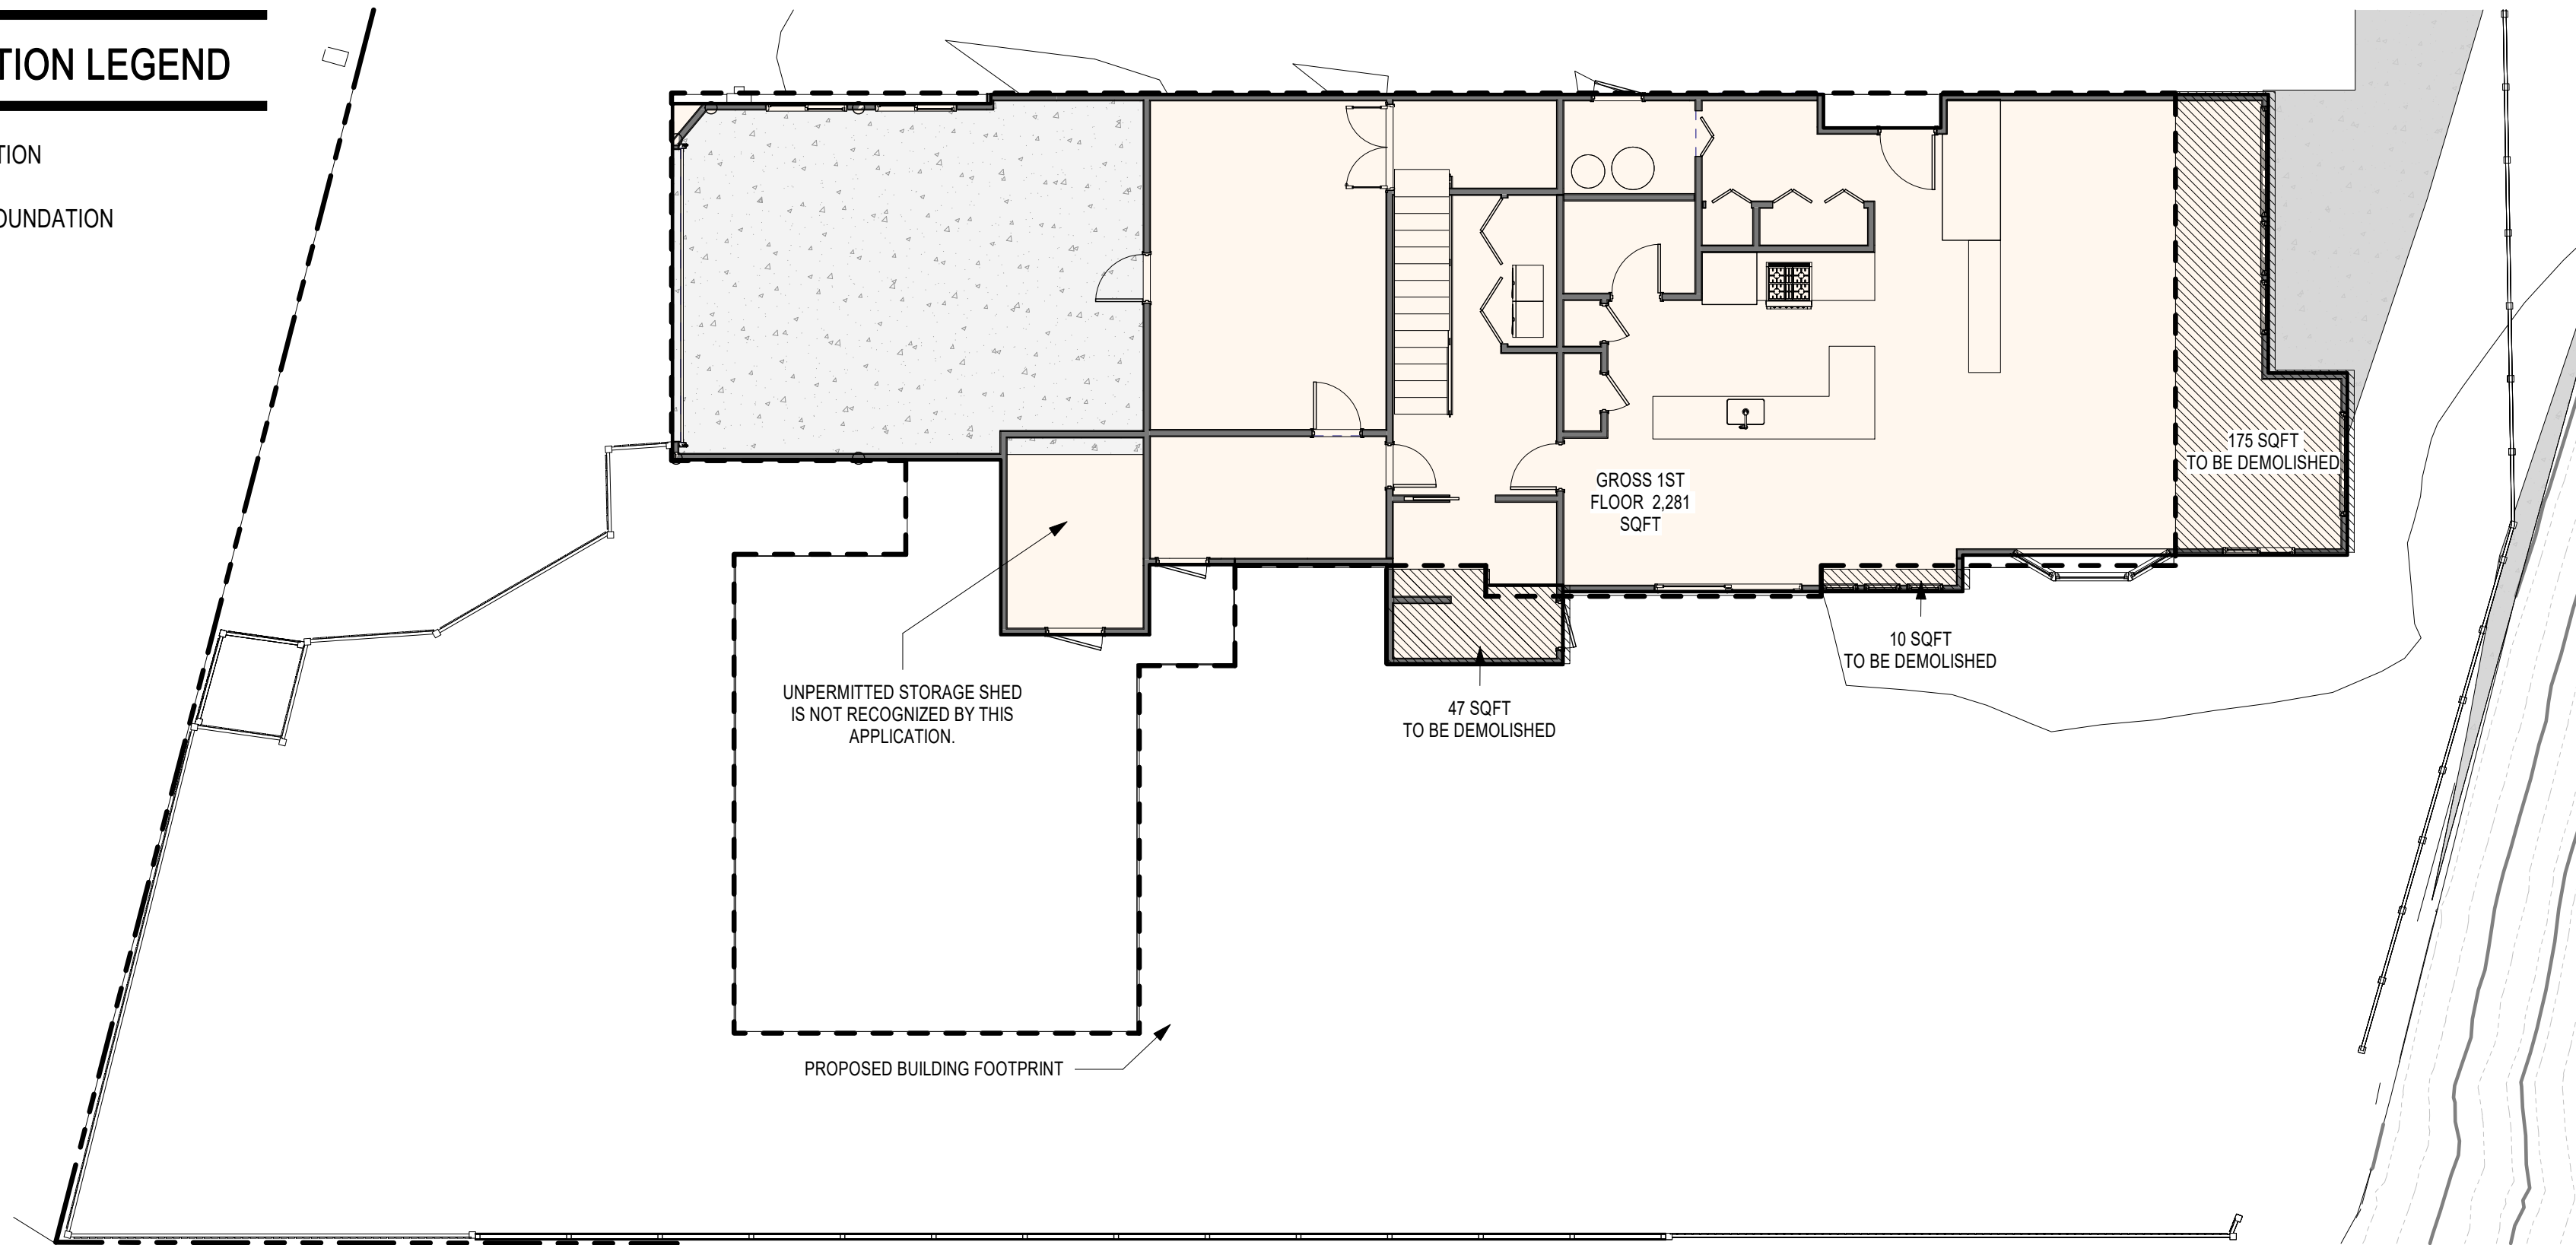 TION LEGEND
TION
OUNDATION
175 SQFT
TO BE DEMOLISHED
GROSS 1ST
FLOOR 2,281
SQFT
10 SQFT
TO BE DEMOLISHED
UNPERMITTED STORAGE SHED
IS NOT RECOGNIZED BY THIS
APPLICATION.
47 SQFT
TO BE DEMOLISHED
PROPOSED BUILDING FOOTPRINT